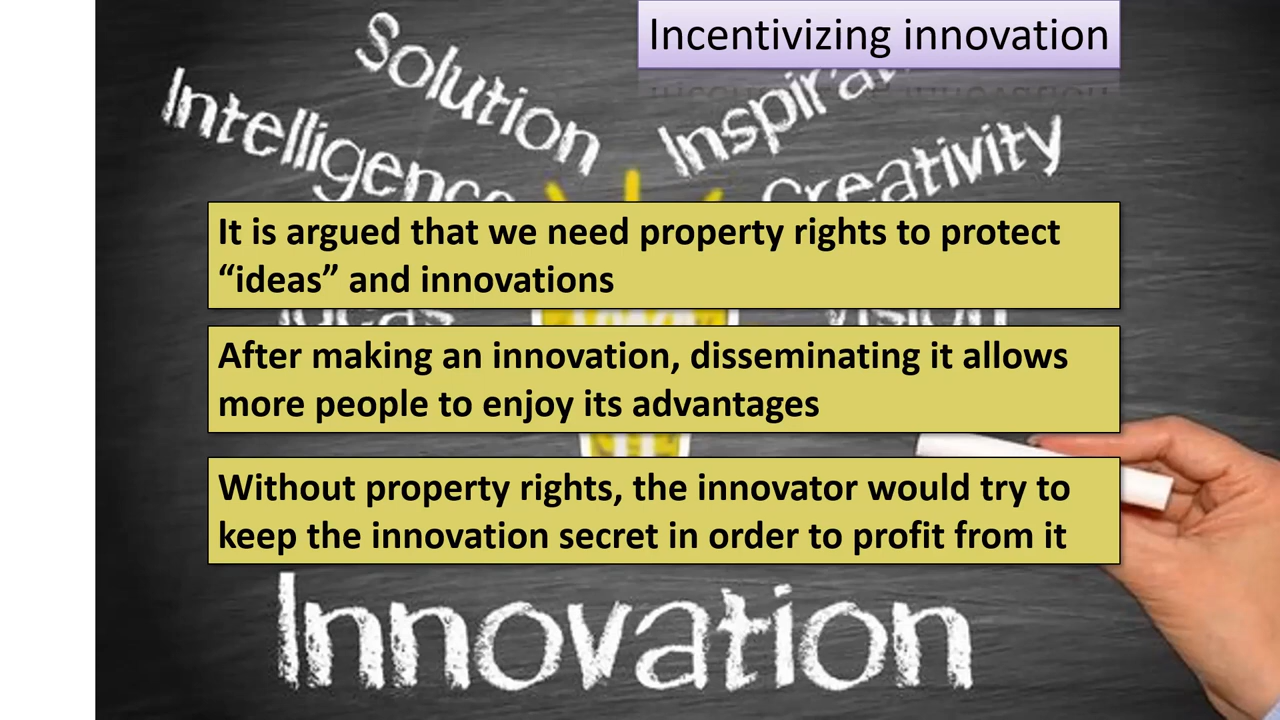 Incentivizing innovation
Solution
Intelligence
Creativity
It is argued that we need property rights to protect
“ideas” and innovations
After making an innovation, disseminating it allows
more people to enjoy its advantages
Without property rights, the innovator would try to
keep the innovation secret in order to profit from it
Innovation